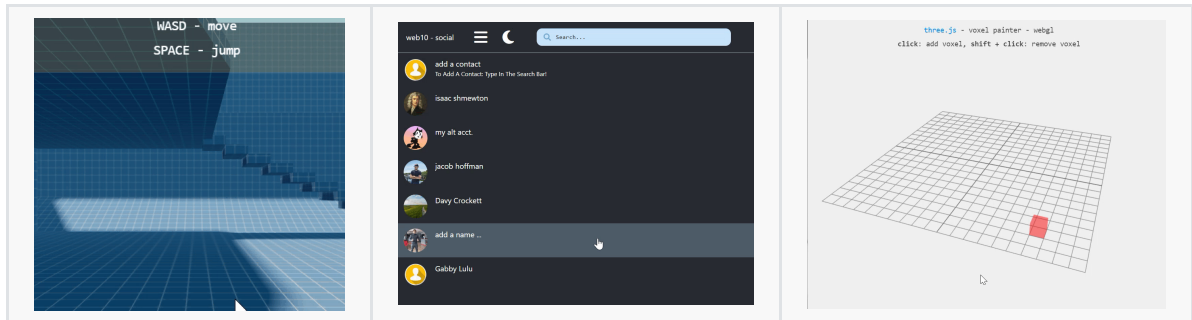 WASD - move
SPACE - jump
web10 - social
Search...
add a contact
To Add A Contact: Type In The Search Bar!
isaac shmewton
my alt acct.
jacob hoffman
Davy Crockett
add a name ..
Gabby Lulu
three.js - voxel painter - webgl
click: add voxel, shift + click: remove voxel